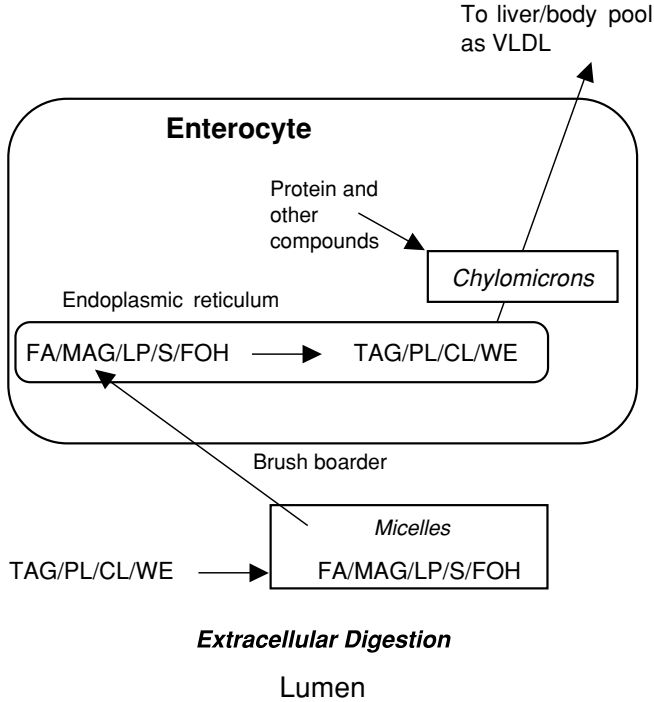 To liver/body pool
as VLDL
Enterocyte
Protein and
other
compounds
Chylomicrons
Endoplasmic reticulum
FA/MAG/LP/S/FOH
TAG/PL/CL/WE
Brush boarder
Micelles
TAG/PL/CL/WE
FA/MAG/LP/S/FOH
Extracellular Digestion
Lumen